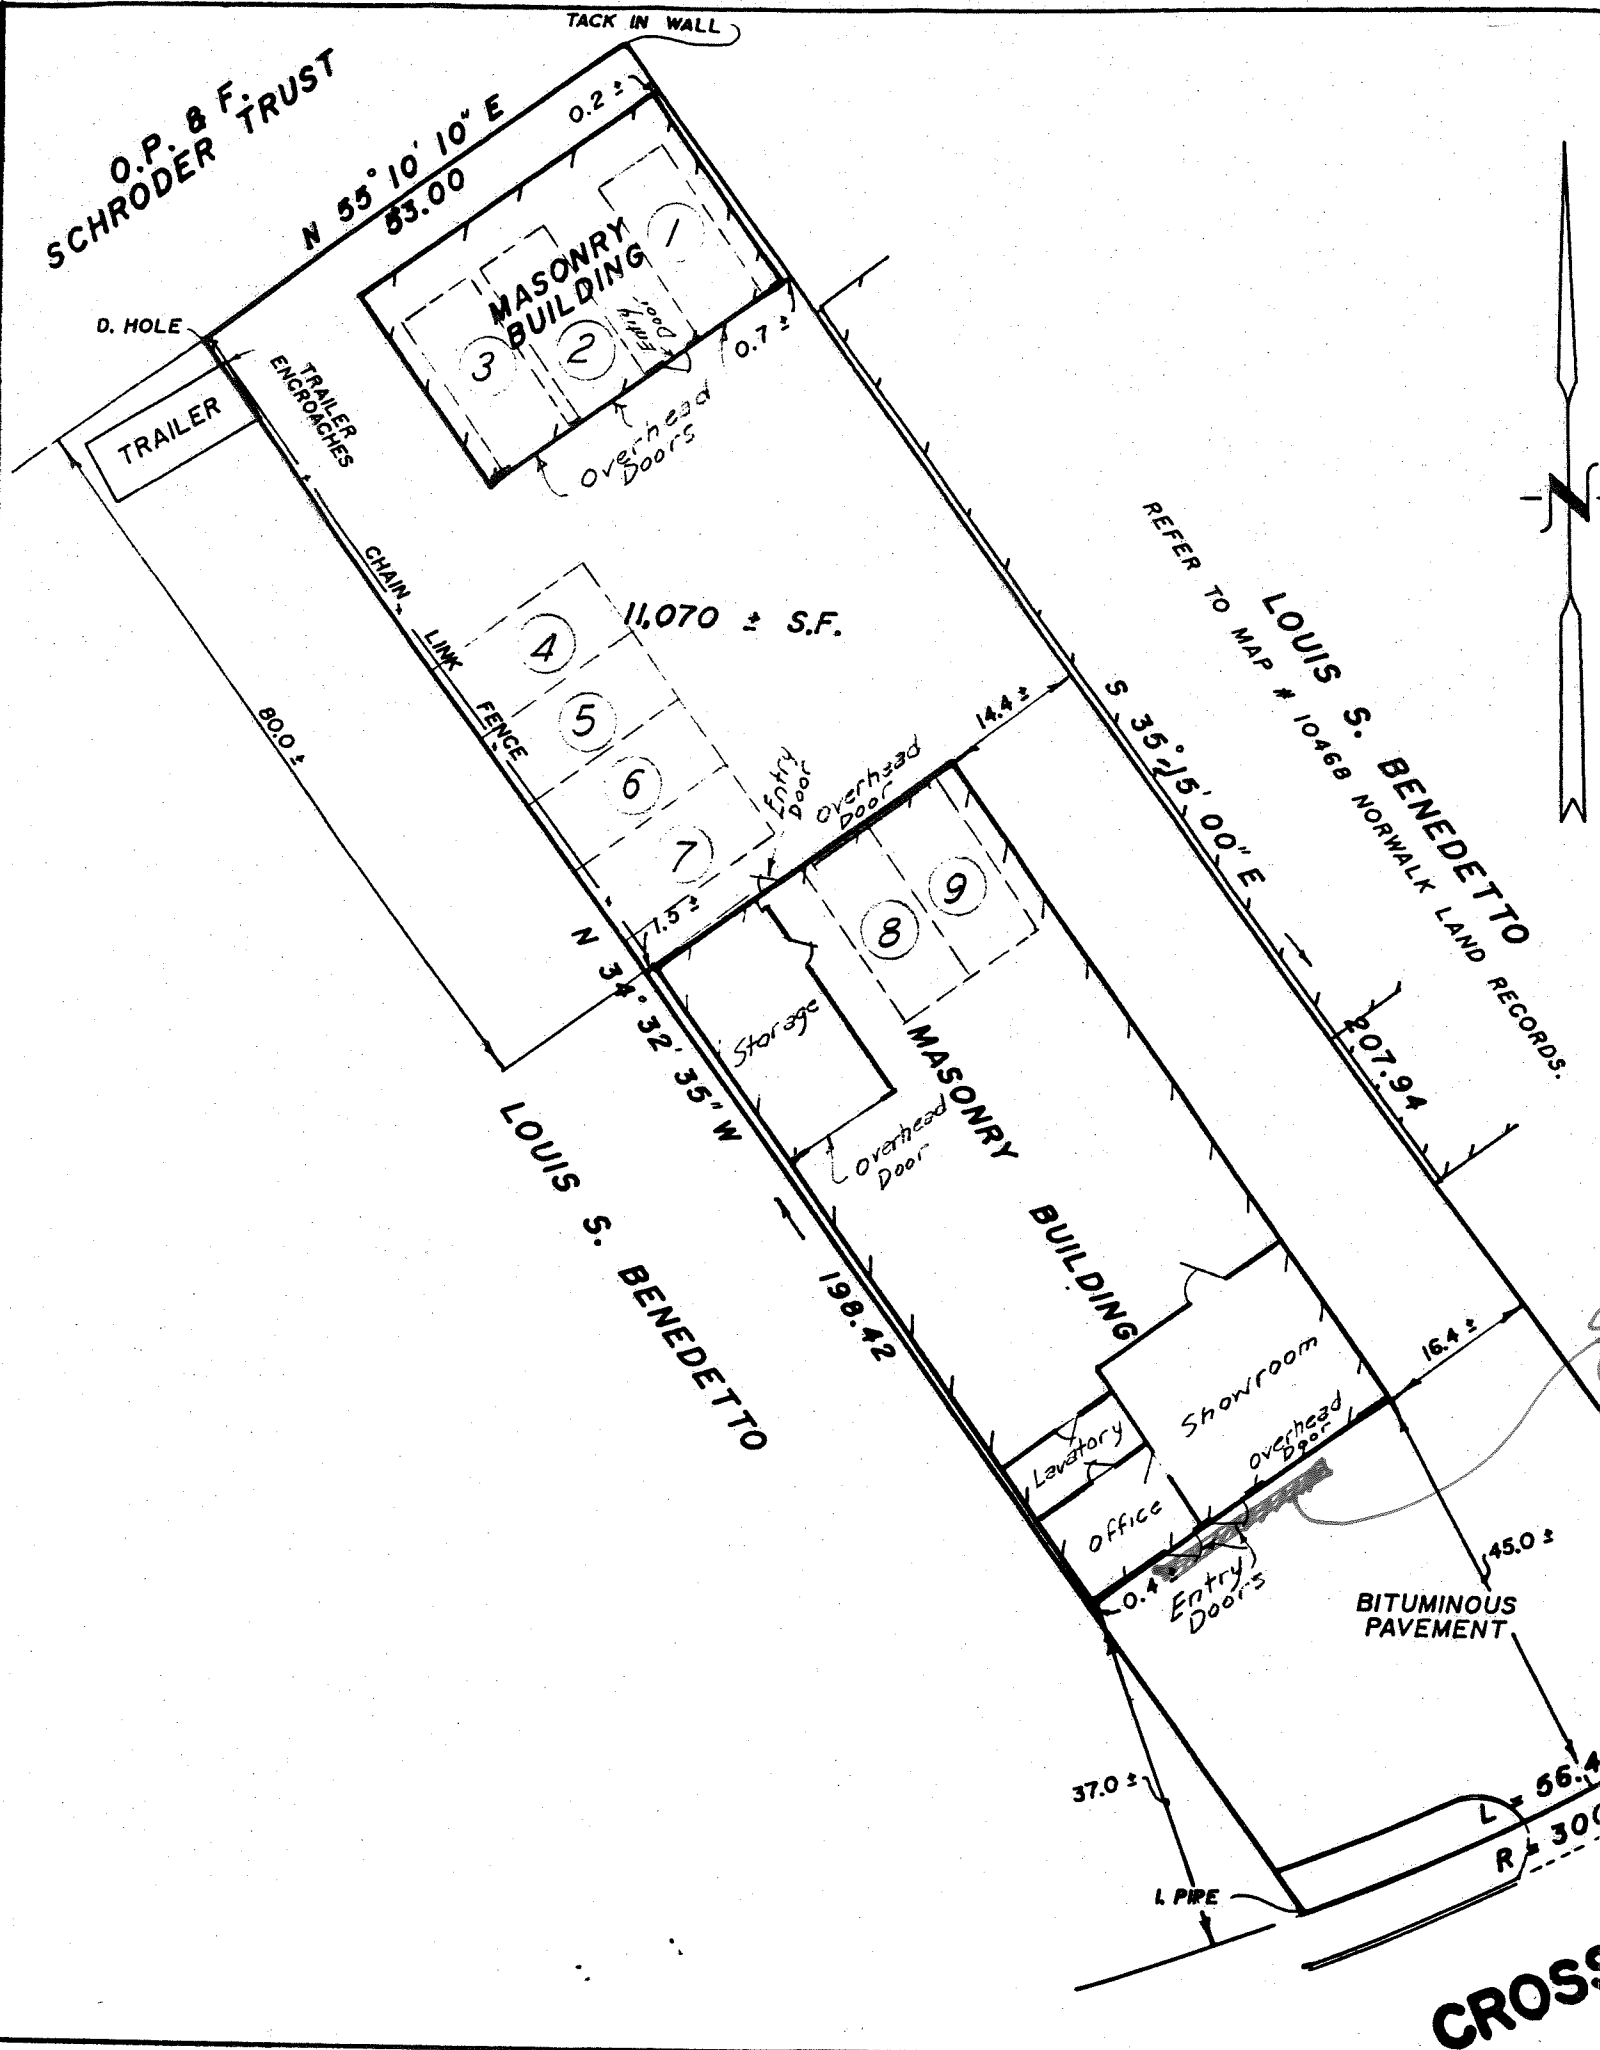 TACK IN WALL
O.P. & F.
SCHRODER TRUST
N 55° 10' 10" E
53.00
0.2 ±
MASONRY
BUILDING
1
2
3
Entry
Door
0.7 ±
Overhead
Doors
D. HOLE
TRAILER
TRAILER
ENCROACHES
CHAIN
LINK
FENCE
80.0 ±
11,070 ± S.F.
4
5
6
7
N
REFER TO MAP # 10468 NORWALK LAND RECORDS.
LOUIS S. BENEDETTO
S 35° 15' 00" E
207.94
14.4 ±
Entry
Door
Overhead
Door
8
9
1.5 ±
N 34° 32' 35" W
198.42
Storage
Overhead
Door
MASONRY
BUILDING
LOUIS S. BENEDETTO
16.4 ±
Showroom
Overhead
Door
Lavatory
Office
0.4
Entry
Doors
45.0 ±
BITUMINOUS
PAVEMENT
37.0 ±
L = 56.4
R = 300
I. PIPE
CROSS